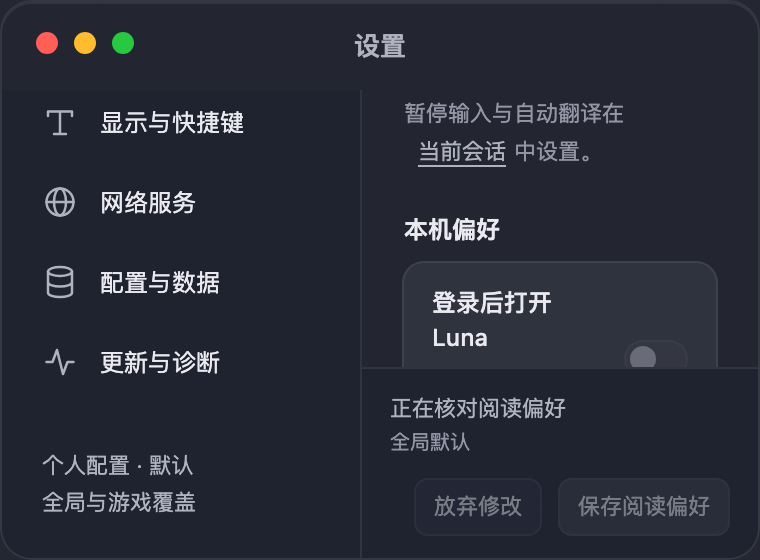 设置
显示与快捷键
网络服务
配置与数据
更新与诊断
个人配置 · 默认
全局与游戏覆盖
暂停输入与自动翻译在
当前会话 中设置。
本机偏好
登录后打开
Luna
正在核对阅读偏好
全局默认
放弃修改
保存阅读偏好